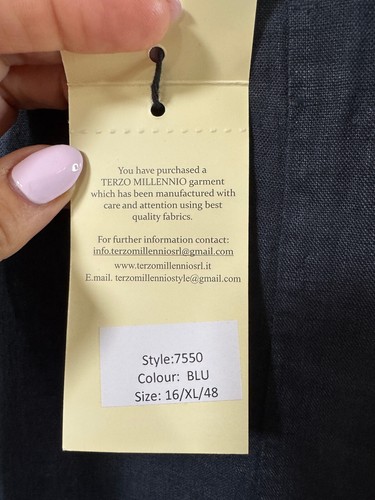 You have purchased a
TERZO MILLENNIO garment
which has been manufactured with
care and attention using best
quality fabrics.
For further information contact:
info.terzomillenniosrl@gmail.com
www.terzomillenniosrl.it
E.mail. terzomillenniostyle@gmail.com
Style:7550
Colour: BLU
Size: 16/XL/48